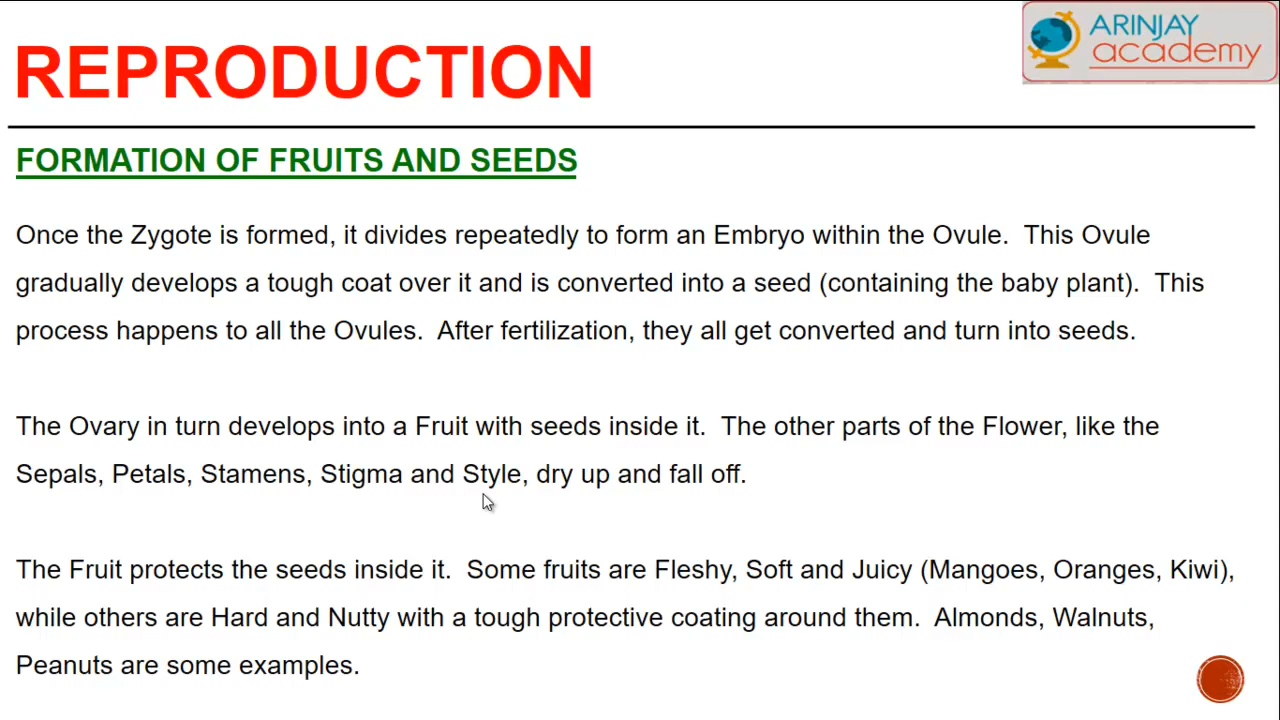 REPRODUCTION
ARINJAY
academy
FORMATION OF FRUITS AND SEEDS
Once the Zygote is formed, it divides repeatedly to form an Embryo within the Ovule.  This Ovule
gradually develops a tough coat over it and is converted into a seed (containing the baby plant).  This
process happens to all the Ovules.  After fertilization, they all get converted and turn into seeds.
The Ovary in turn develops into a Fruit with seeds inside it.  The other parts of the Flower, like the
Sepals, Petals, Stamens, Stigma and Style, dry up and fall off.
The Fruit protects the seeds inside it.  Some fruits are Fleshy, Soft and Juicy (Mangoes, Oranges, Kiwi),
while others are Hard and Nutty with a tough protective coating around them.  Almonds, Walnuts,
Peanuts are some examples.